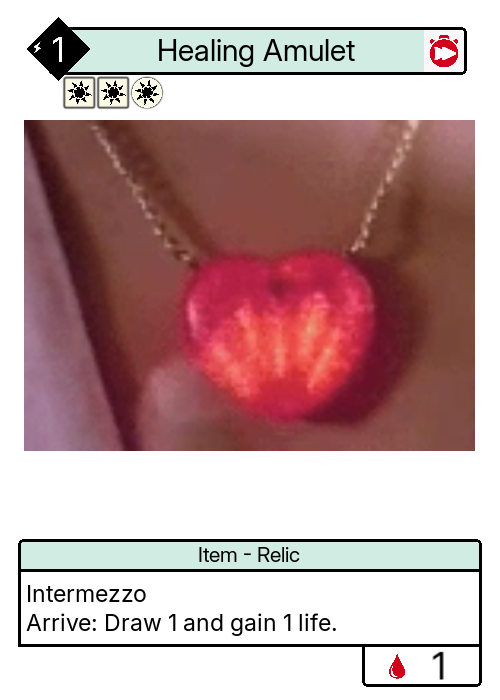 1
Healing Amulet
Item - Relic
Intermezzo
Arrive: Draw 1 and gain 1 life.
1